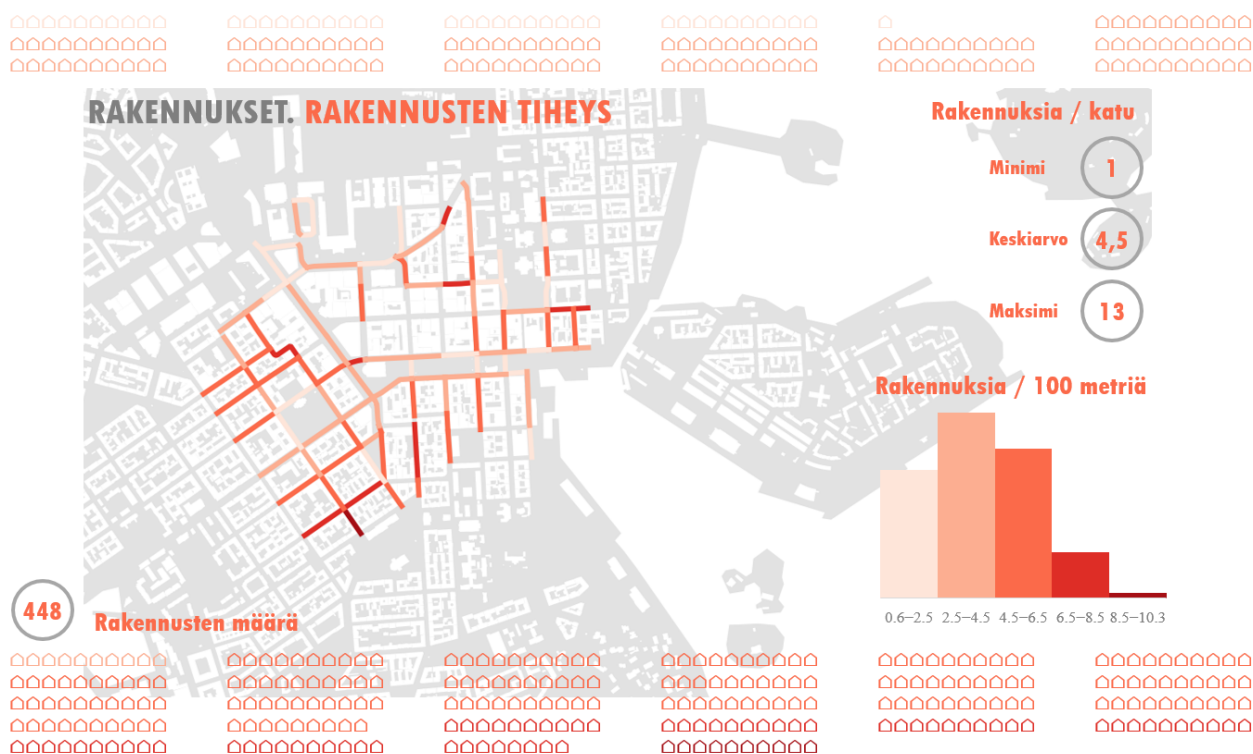 RAKENNUKSET. RAKENNUSTEN TIHEYS
Rakennuksia / katu
Minimi 1
Keskiarvo 4,5
Maksimi 13
Rakennuksia / 100 metriä
0.6–2.5 2.5–4.5 4.5–6.5 6.5–8.5 8.5–10.3
448 Rakennusten määrä